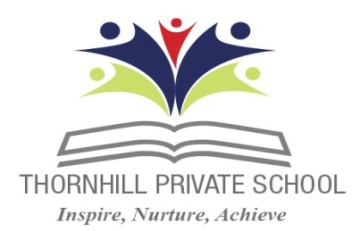 THORNHILL PRIVATE SCHOOL
Inspire, Nurture, Achieve